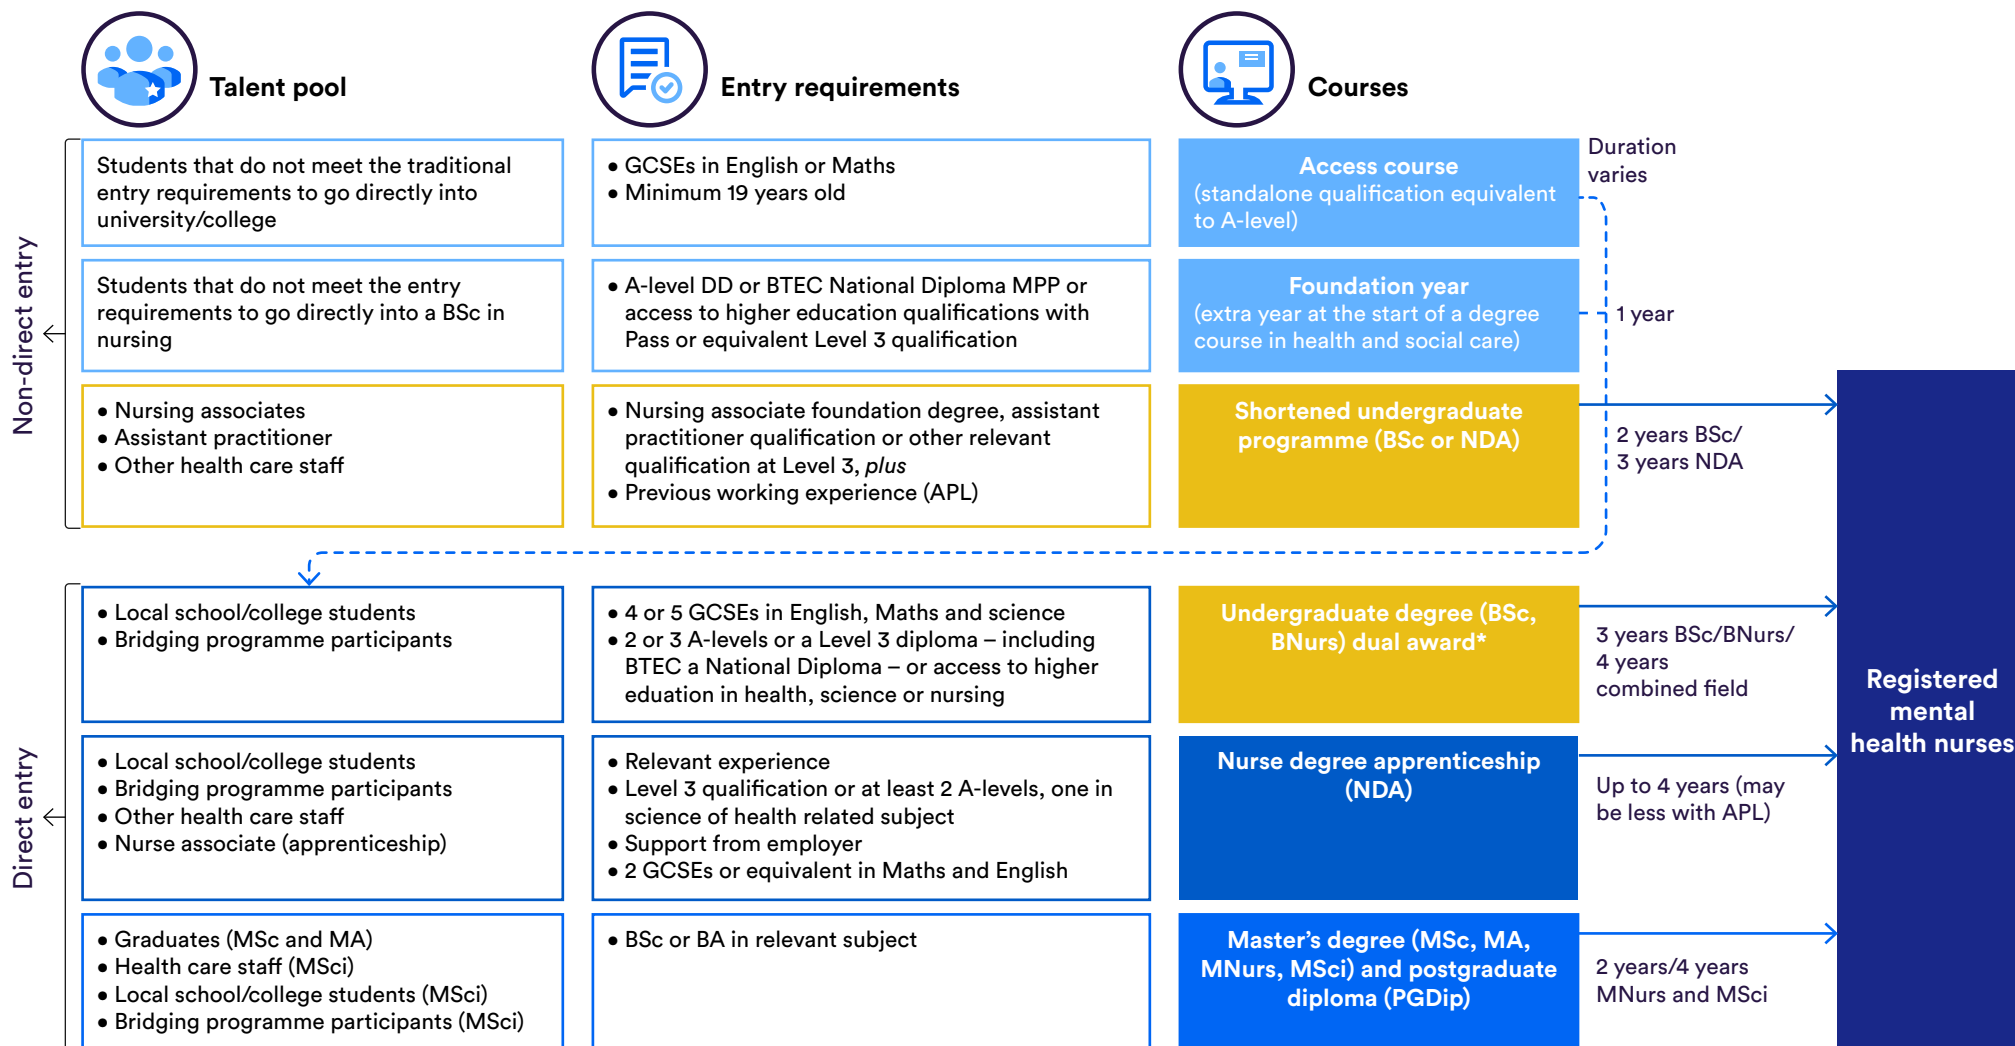 Talent pool
Entry requirements
Courses
Non-direct entry
Students that do not meet the traditional
entry requirements to go directly into
university/college
• GCSEs in English or Maths
• Minimum 19 years old
Access course
(standalone qualification equivalent
to A-level)
Duration
varies
Students that do not meet the entry
requirements to go directly into a BSc in
nursing
• A-level DD or BTEC National Diploma MPP or
access to higher education qualifications with
Pass or equivalent Level 3 qualification
Foundation year
(extra year at the start of a degree
course in health and social care)
1 year
• Nursing associates
• Assistant practitioner
• Other health care staff
• Nursing associate foundation degree, assistant
practitioner qualification or other relevant
qualification at Level 3, plus
• Previous working experience (APL)
Shortened undergraduate
programme (BSc or NDA)
2 years BSc/
3 years NDA
Direct entry
• Local school/college students
• Bridging programme participants
• 4 or 5 GCSEs in English, Maths and science
• 2 or 3 A-levels or a Level 3 diploma – including
BTEC a National Diploma – or access to higher
eduation in health, science or nursing
Undergraduate degree (BSc,
BNurs) dual award*
3 years BSc/BNurs/
4 years
combined field
• Local school/college students
• Bridging programme participants
• Other health care staff
• Nurse associate (apprenticeship)
• Relevant experience
• Level 3 qualification or at least 2 A-levels, one in
science of health related subject
• Support from employer
• 2 GCSEs or equivalent in Maths and English
Nurse degree apprenticeship
(NDA)
Up to 4 years (may
be less with APL)
• Graduates (MSc and MA)
• Health care staff (MSci)
• Local school/college students (MSci)
• Bridging programme participants (MSci)
• BSc or BA in relevant subject
Master's degree (MSc, MA,
MNurs, MSci) and postgraduate
diploma (PGDip)
2 years/4 years
MNurs and MSci
Registered
mental
health nurses